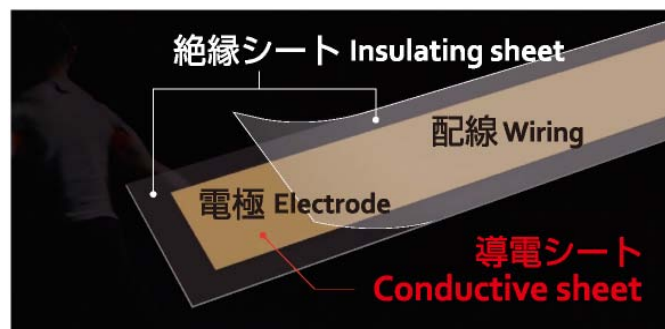 絶縁シート Insulating sheet
配線 Wiring
電極 Electrode
導電シート
Conductive sheet